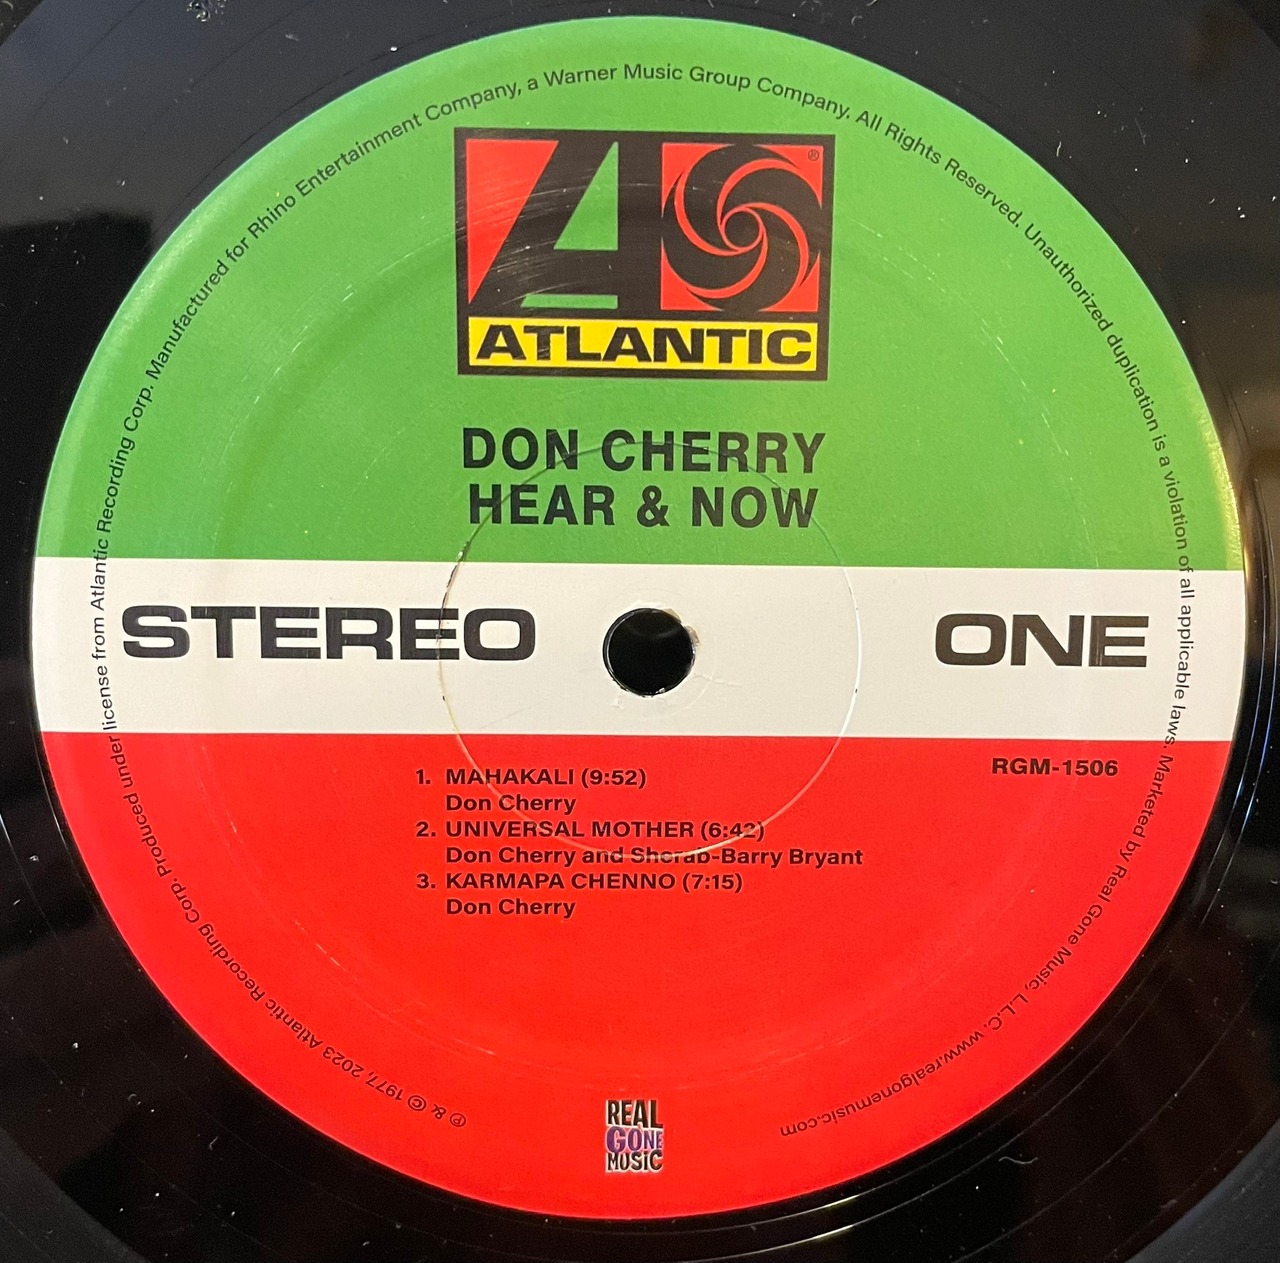 ℗ & © 1977, 2023 Atlantic Recording Corp. Produced under license from Atlantic Recording Corp. Manufactured for Rhino Entertainment Company, a Warner Music Group Company. All Rights Reserved. Unauthorized duplication is a violation of all applicable laws. Marketed by Real Gone Music, L.L.C. www.realgonemusic.com
A ®
ATLANTIC
DON CHERRY
HEAR & NOW
STEREO ONE
RGM-1506
1. MAHAKALI (9:52)
Don Cherry
2. UNIVERSAL MOTHER (6:42)
Don Cherry and Sherab-Barry Bryant
3. KARMAPA CHENNO (7:15)
Don Cherry
REAL
GONE
MUSIC